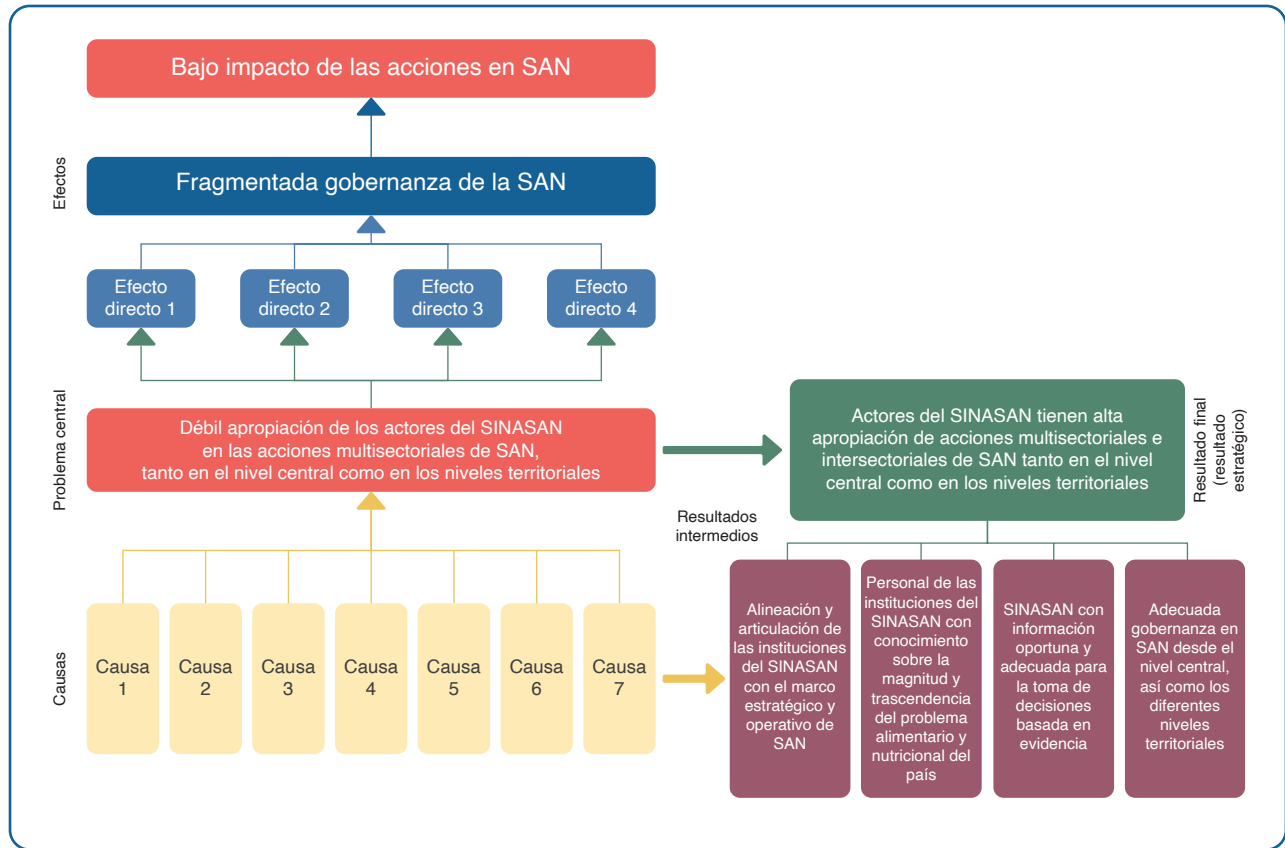 Bajo impacto de las acciones en SAN
Efectos
Fragmentada gobernanza de la SAN
Efecto
directo 1
Efecto
directo 2
Efecto
directo 3
Efecto
directo 4
Problema central
Débil apropiación de los actores del SINASAN
en las acciones multisectoriales de SAN,
tanto en el nivel central como en los niveles territoriales
Actores del SINASAN tienen alta
apropiación de acciones multisectoriales e
intersectoriales de SAN tanto en el nivel
central como en los niveles territoriales
Resultado final
(resultado
estratégico)
Resultados
intermedios
Causas
Causa
1
Causa
2
Causa
3
Causa
4
Causa
5
Causa
6
Causa
7
Alineación y
articulación de
las instituciones
del SINASAN
con el marco
estratégico y
operativo de
SAN
Personal de las
instituciones del
SINASAN con
conocimiento
sobre la
magnitud y
trascendencia
del problema
alimentario y
nutricional del
país
SINASAN con
información
oportuna y
adecuada para
la toma de
decisiones
basada en
evidencia
Adecuada
gobernanza en
SAN desde el
nivel central,
así como los
diferentes
niveles
territoriales